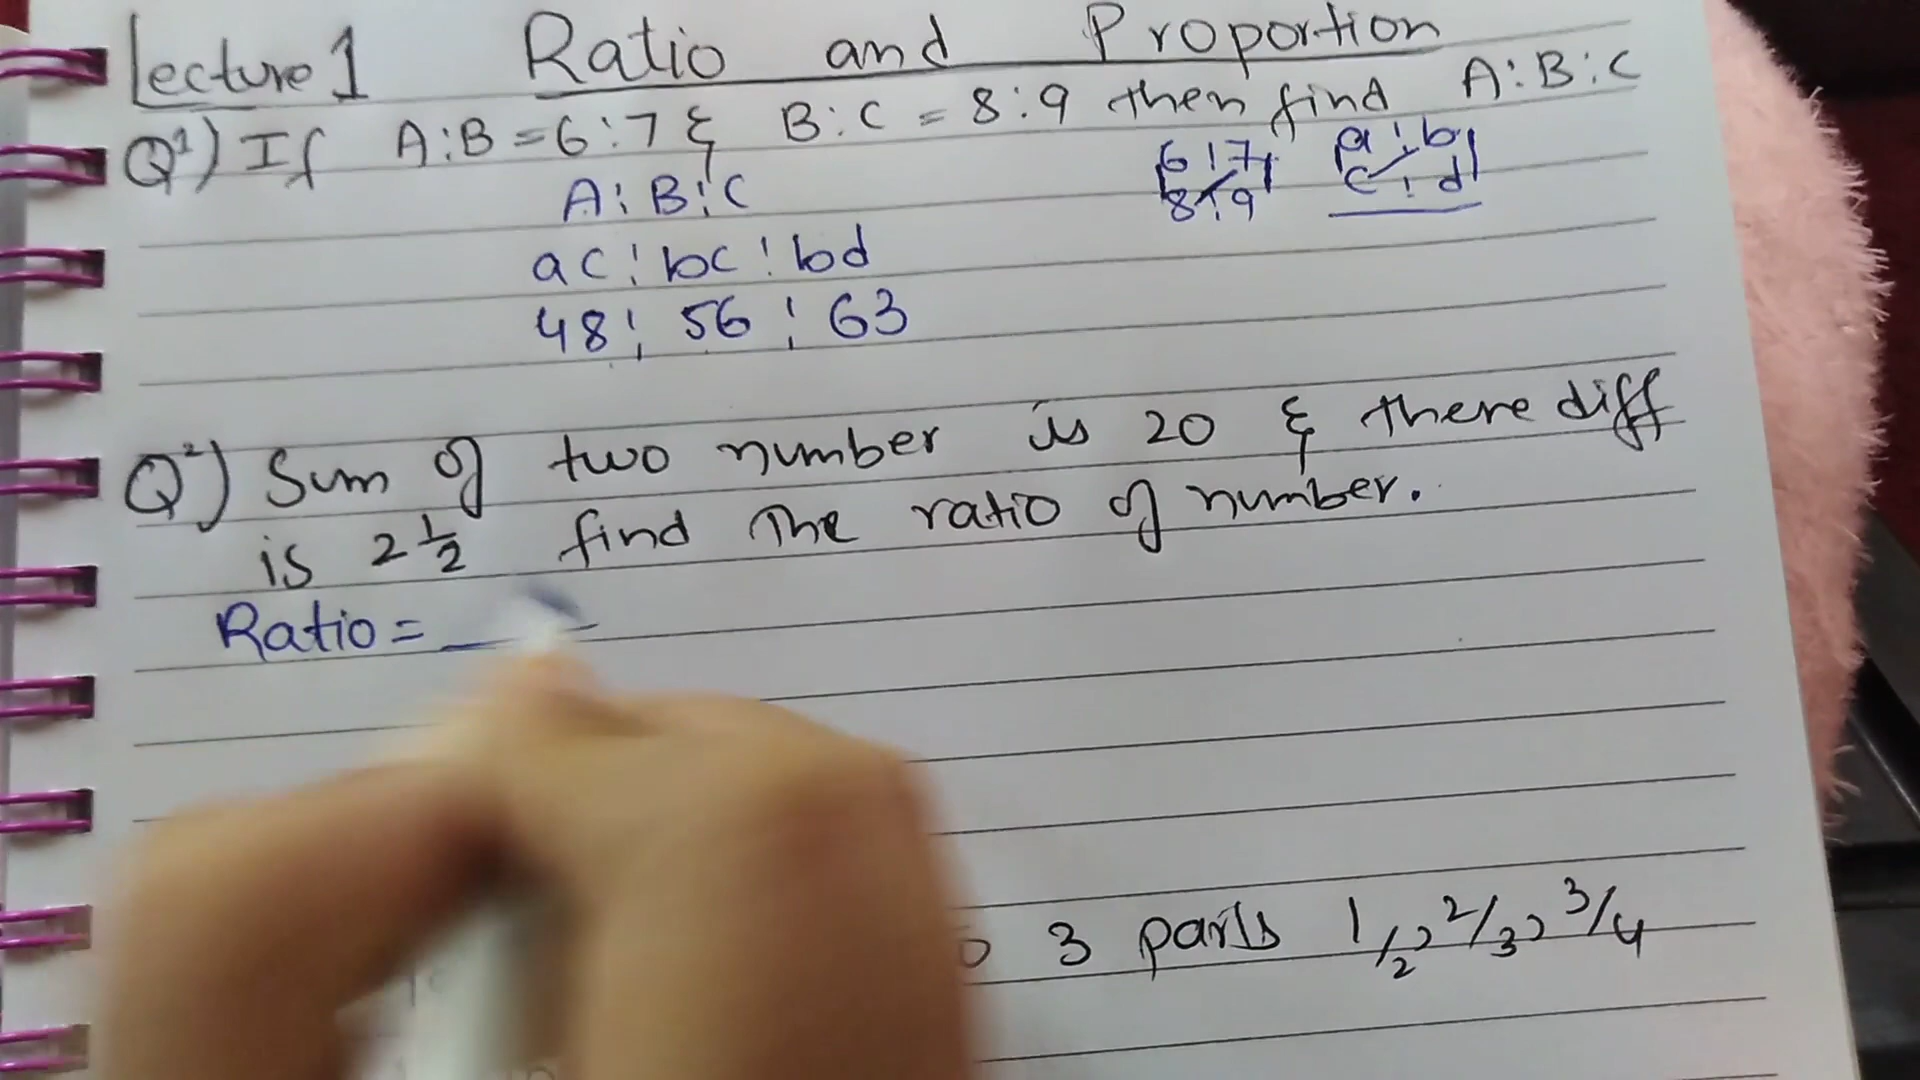 Lecture 1 Ratio and Proportion
Q1) If A:B = 6:7 & B:C = 8:9 then find A:B:C
6:7 a:b
8:9 c:d
A:B:C
ac:bc:bd
48:56:63
Q2) Sum of two number is 20 & there diff
is 2 1/2 find the ratio of number.
Ratio =
3 parts 1/2, 2/3, 3/4